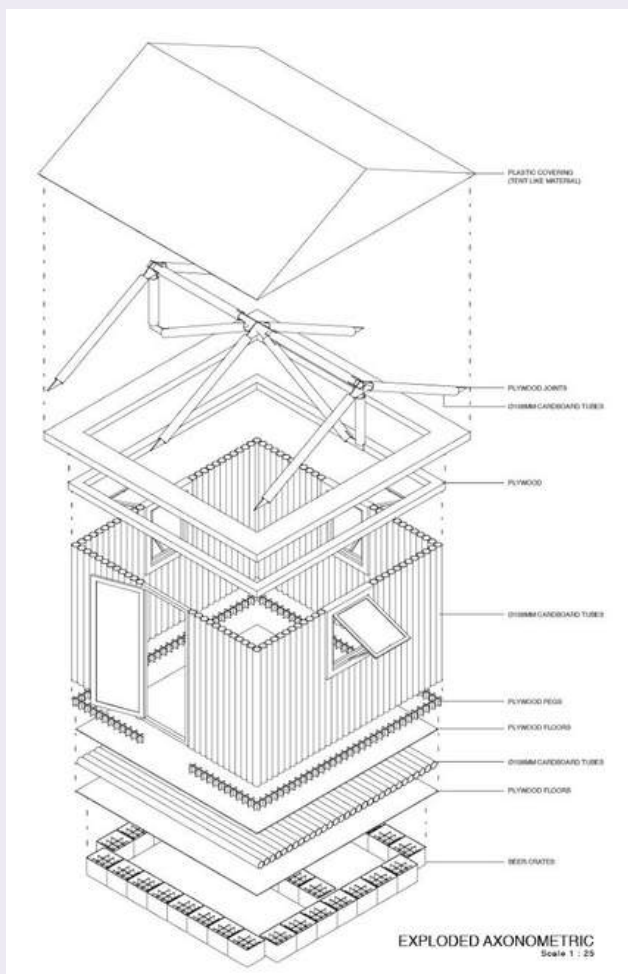 PLASTIC COVERING
(TENT LIKE MATERIAL)
PLYWOOD JOINTS
Ø108MM CARDBOARD TUBES
PLYWOOD
Ø108MM CARDBOARD TUBES
PLYWOOD PEGS
PLYWOOD FLOORS
Ø108MM CARDBOARD TUBES
PLYWOOD FLOORS
BEER CRATES
EXPLODED AXONOMETRIC
Scale 1 : 25